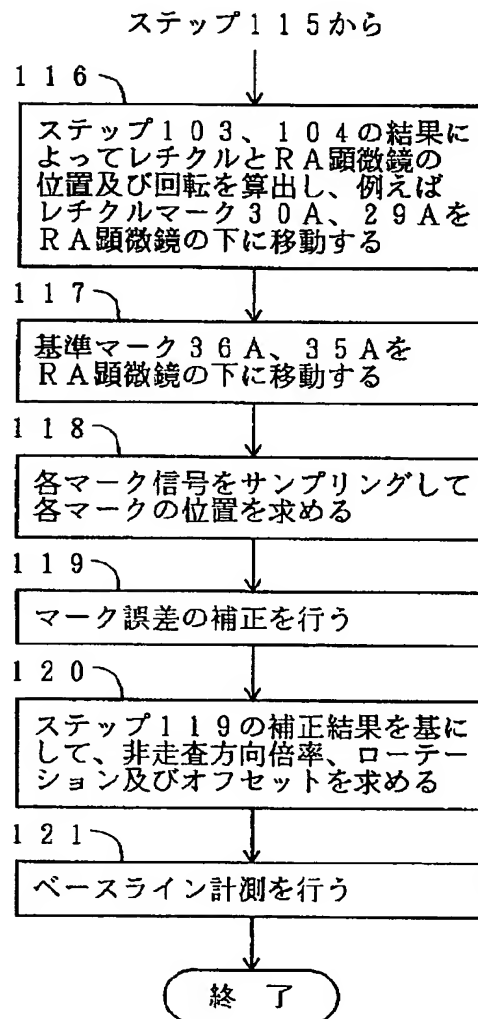 ステップ115から
116
ステップ103、104の結果に
よってレチクルとRA顕微鏡の
位置及び回転を算出し、例えば
レチクルマーク30A、29Aを
RA顕微鏡の下に移動する
117
基準マーク36A、35Aを
RA顕微鏡の下に移動する
118
各マーク信号をサンプリングして
各マークの位置を求める
119
マーク誤差の補正を行う
120
ステップ119の補正結果を基に
して、非走査方向倍率、ローテー
ション及びオフセットを求める
121
ベースライン計測を行う
終 了